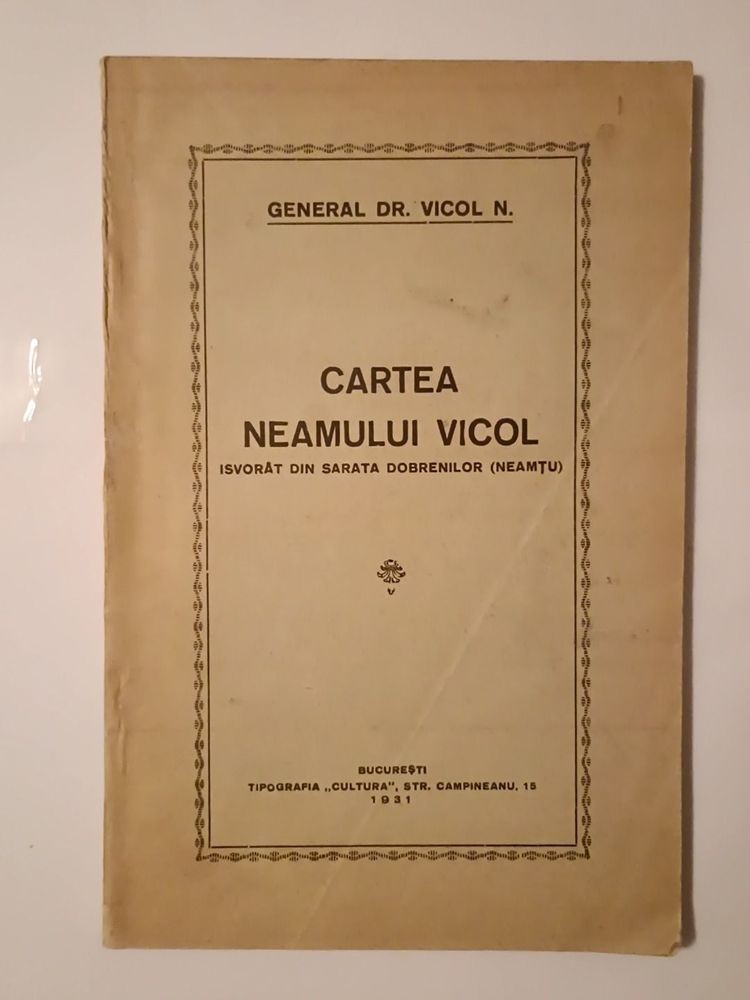 GENERAL DR. VICOL N.
CARTEA
NEAMULUI VICOL
ISVORÂT DIN SARATA DOBRENILOR (NEAMȚU)
BUCUREȘTI
TIPOGRAFIA „CULTURA", STR. CAMPINEANU, 15
1931